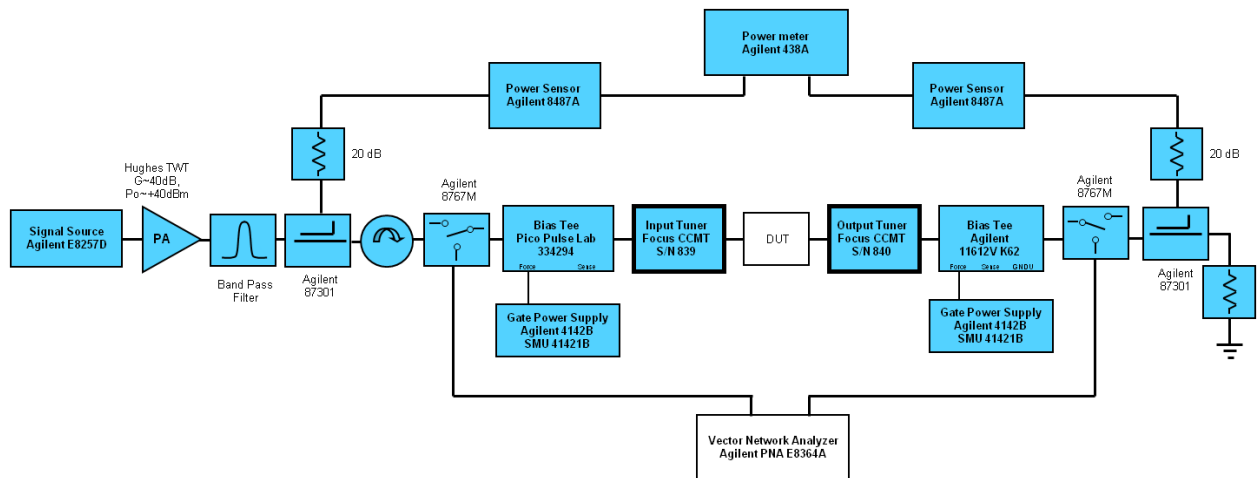 Power meter
Agilent 438A
Power Sensor
Agilent 8487A
Power Sensor
Agilent 8487A
20 dB
20 dB
Hughes TWT
G~40dB,
Po~+40dBm
Agilent
8767M
Agilent
8767M
Signal Source
Agilent E8257D
PA
Bias Tee
Pico Pulse Lab
334294
Force Sense
Input Tuner
Focus CCMT
S/N 839
DUT
Output Tuner
Focus CCMT
S/N 840
Bias Tee
Agilent
11612V K62
Force Sense GNDU
Band Pass
Filter
Agilent
87301
Agilent
87301
Gate Power Supply
Agilent 4142B
SMU 41421B
Gate Power Supply
Agilent 4142B
SMU 41421B
Vector Network Analyzer
Agilent PNA E8364A